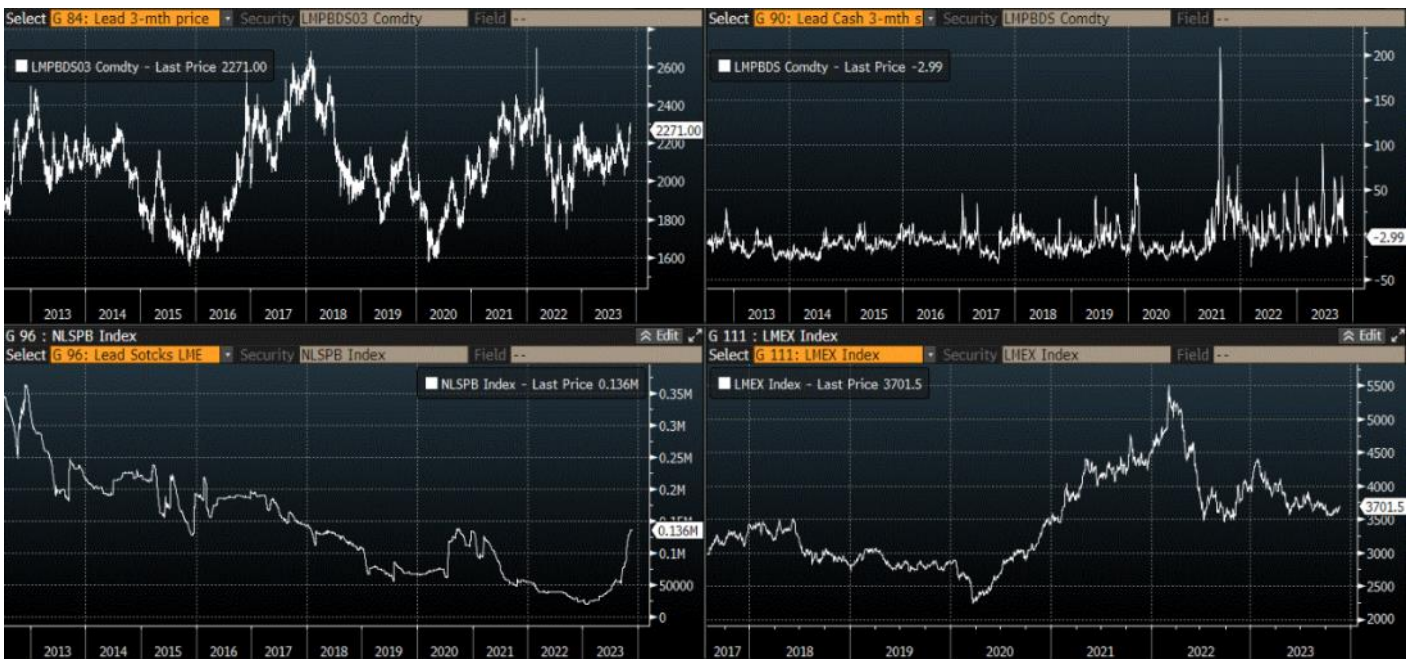 Select G 84: Lead 3-mth price Security LMPBDS03 Comdty Field --
LMPBDS03 Comdty - Last Price 2271.00
2600
2400
2271.00
2200
2000
1800
1600
2013 2014 2015 2016 2017 2018 2019 2020 2021 2022 2023
Select G 90: Lead Cash 3-mth s Security LMPBDS Comdty Field --
LMPBDS Comdty - Last Price -2.99
200
150
100
50
-2.99
-50
2013 2014 2015 2016 2017 2018 2019 2020 2021 2022 2023
G 96 : NLSPB Index Edit
Select G 96: Lead Sotcks LME Security NLSPB Index Field --
NLSPB Index - Last Price 0.136M
0.35M
0.3M
0.25M
0.2M
0.15M
0.136M
0.1M
50000
0
2013 2014 2015 2016 2017 2018 2019 2020 2021 2022 2023
G 111 : LMEX Index Edit
Select G 111: LMEX Index Security LMEX Index Field --
LMEX Index - Last Price 3701.5
5500
5000
4500
4000
3701.5
3500
3000
2500
2000
2017 2018 2019 2020 2021 2022 2023